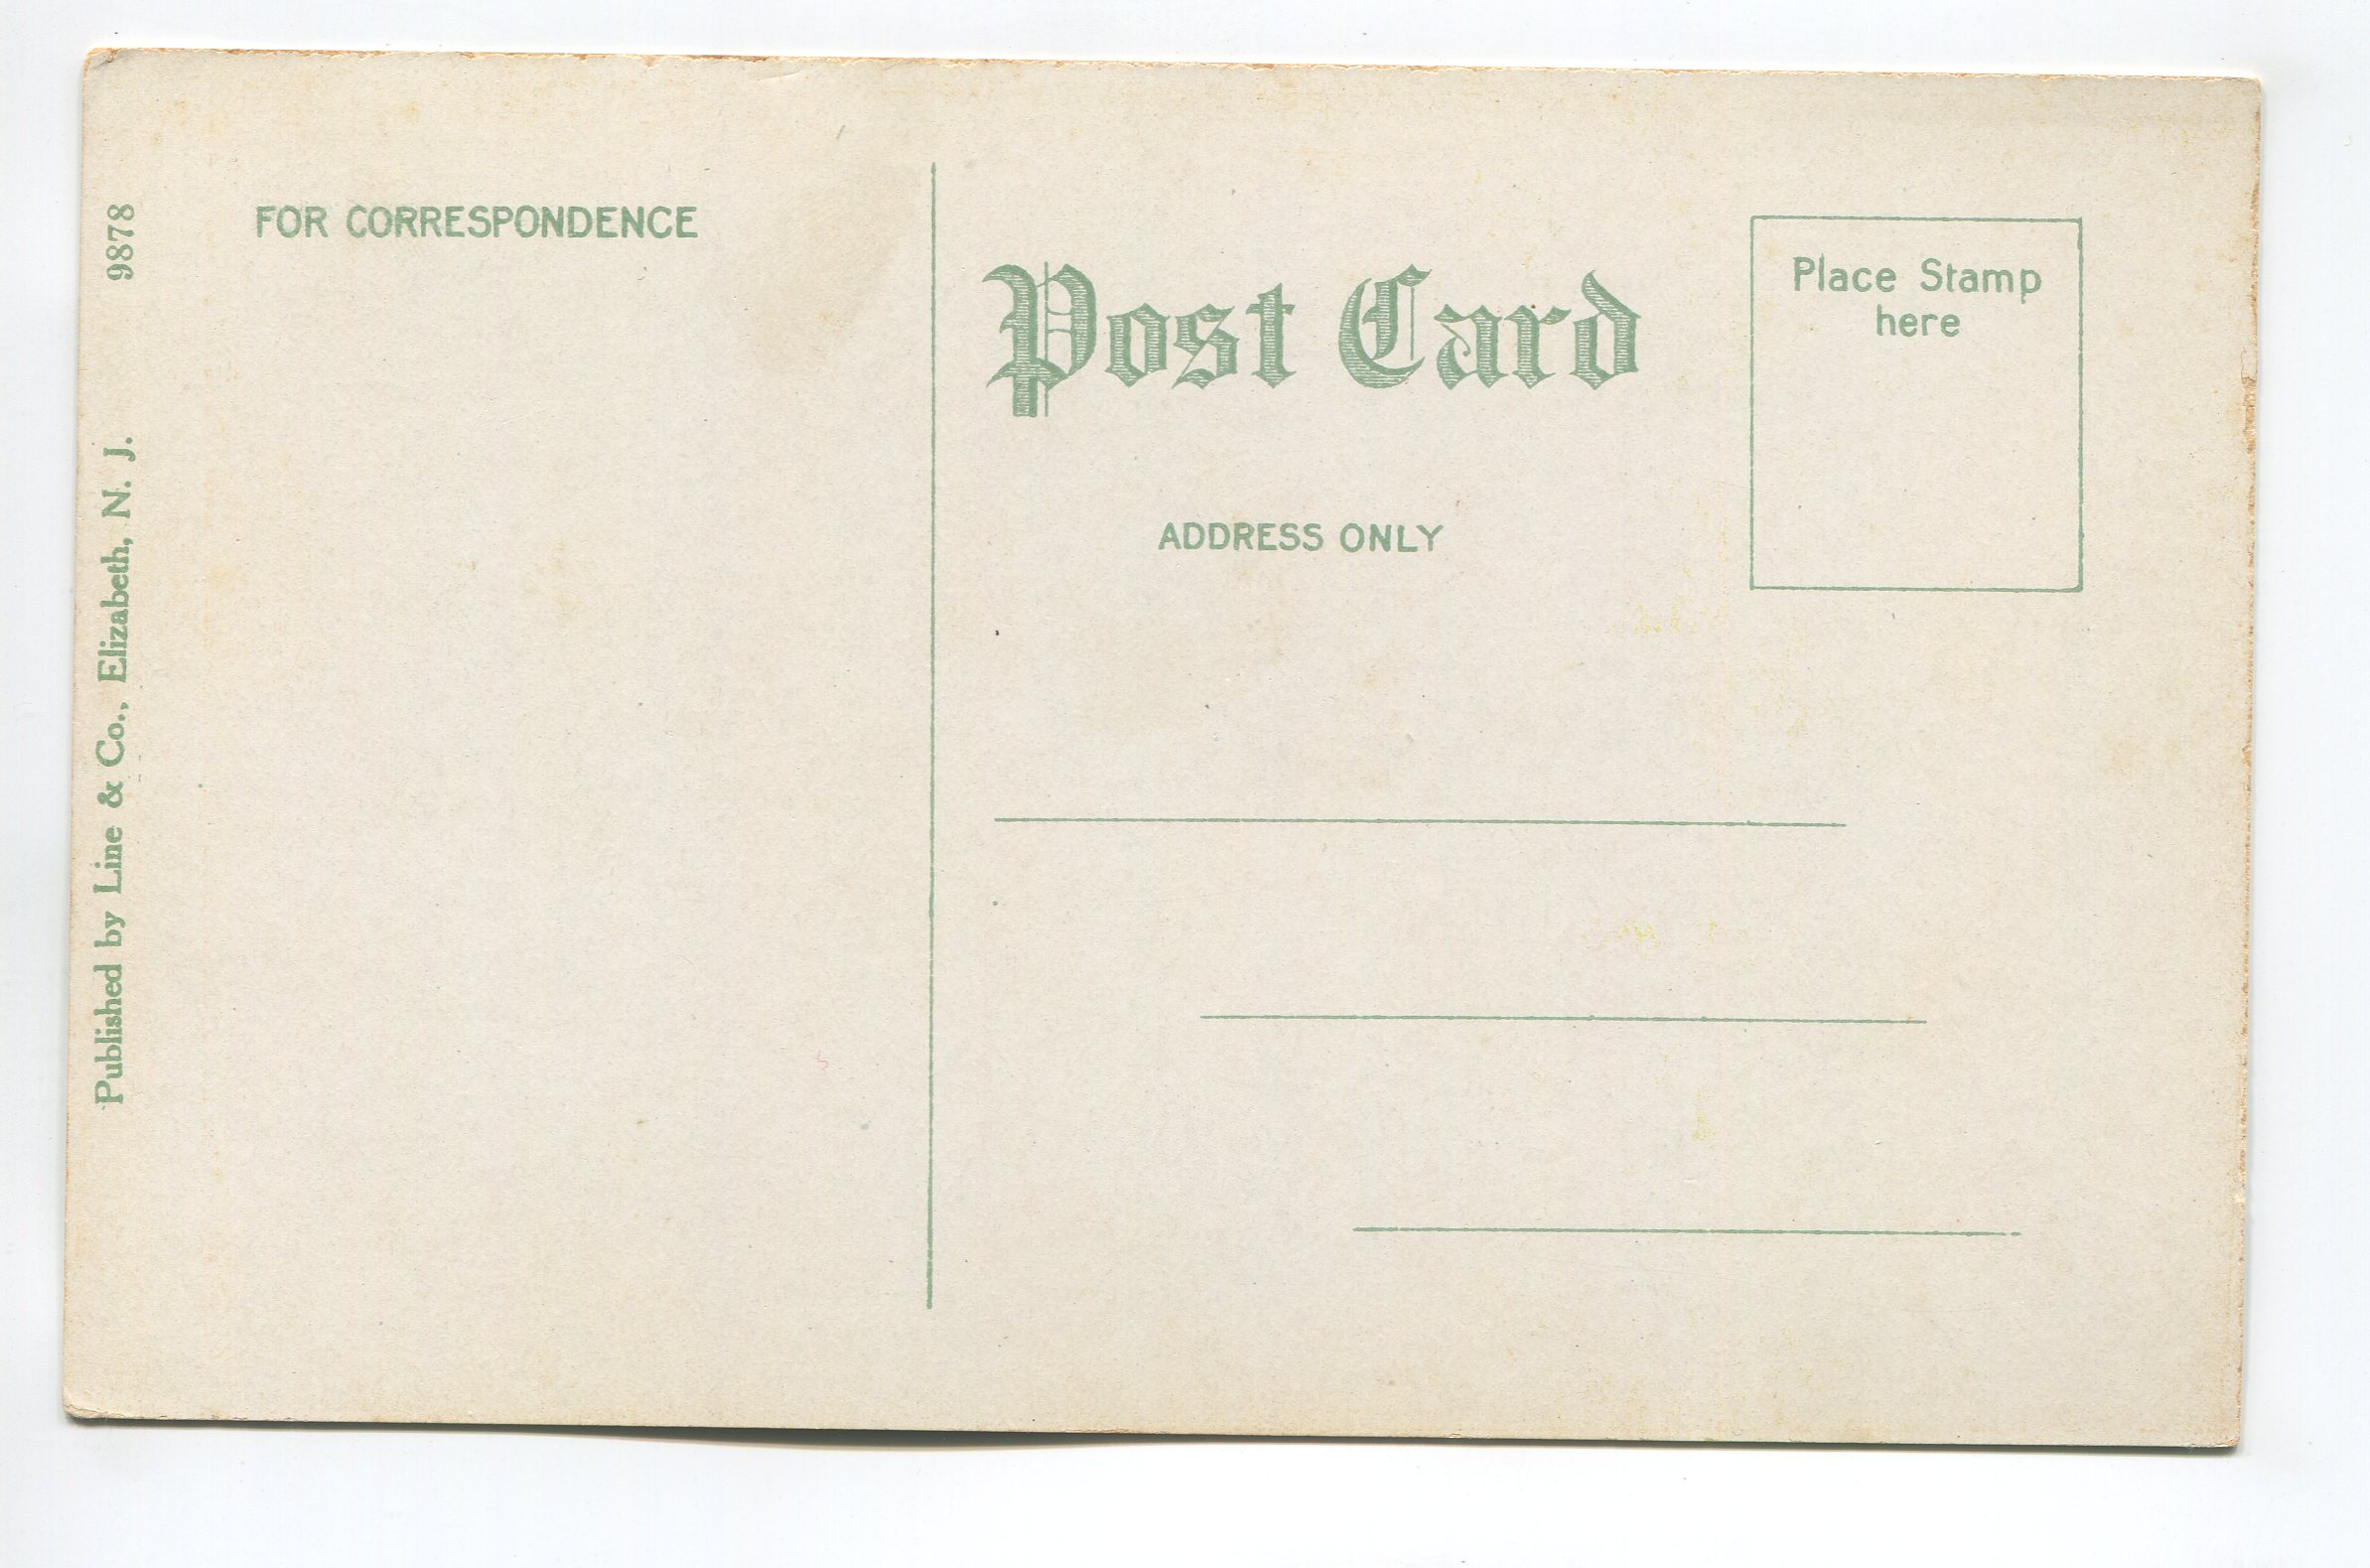 Published by Line & Co., Elizabeth, N. J. 9878
FOR CORRESPONDENCE
Post Card
ADDRESS ONLY
Place Stamp
here